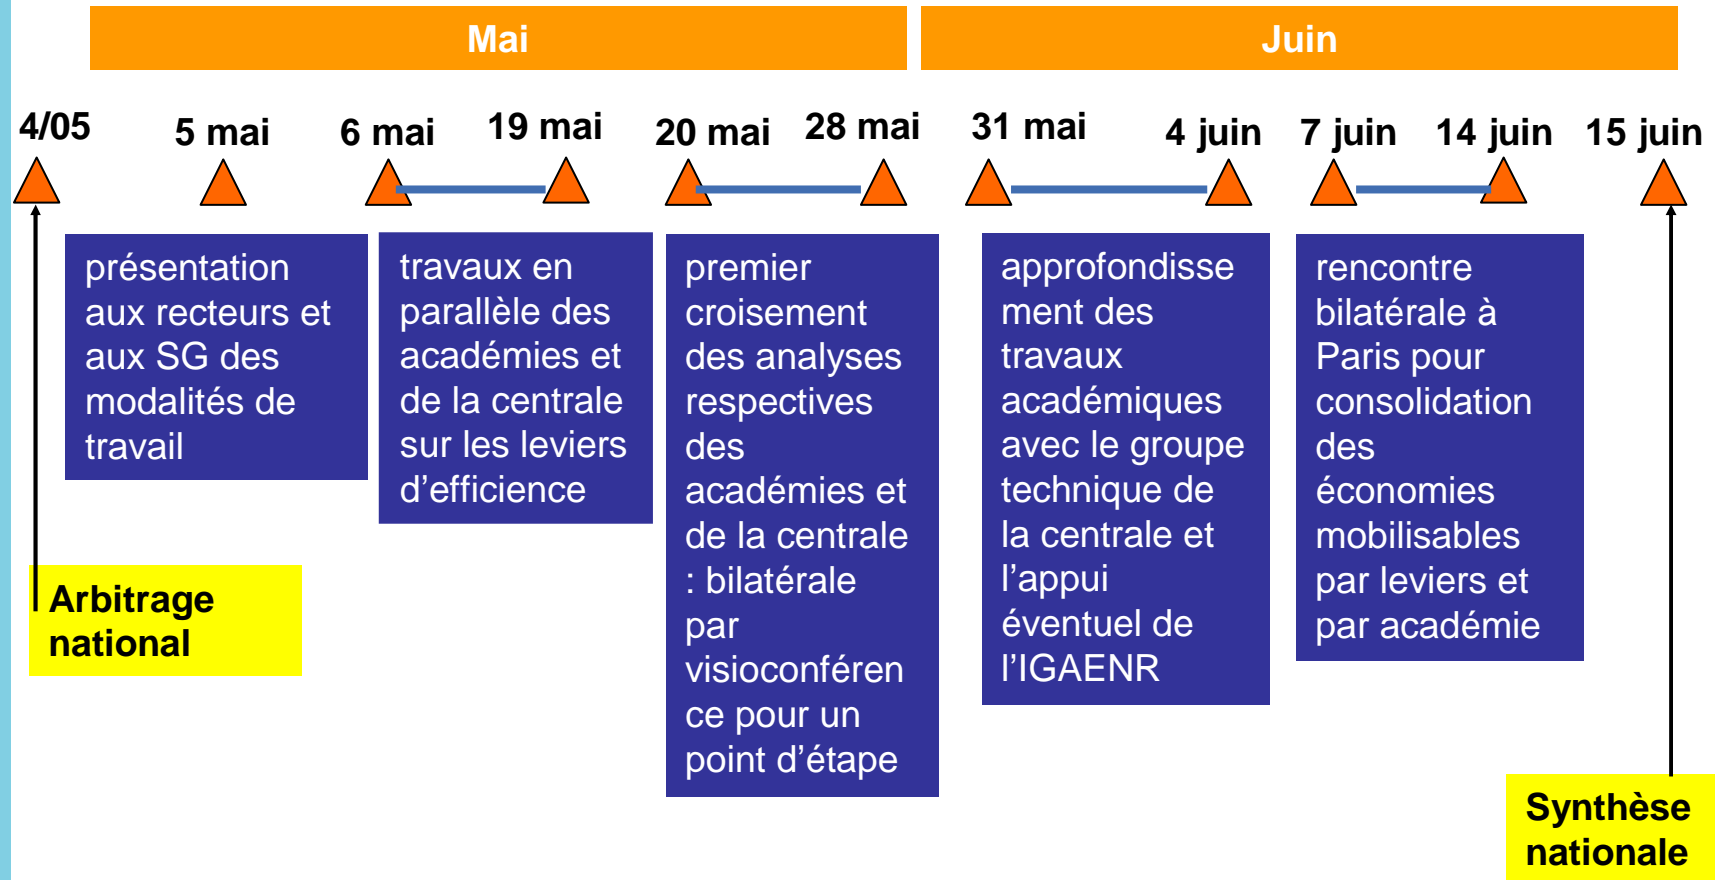 Mai
Juin
4/05
5 mai
6 mai
19 mai
20 mai
28 mai
31 mai
4 juin
7 juin
14 juin
15 juin
présentation
aux recteurs et
aux SG des
modalités de
travail
travaux en
parallèle des
académies et
de la centrale
sur les leviers
d’efficience
premier
croisement
des analyses
respectives
des
académies et
de la centrale
: bilatérale
par
visioconféren
ce pour un
point d’étape
approfondisse
ment des
travaux
académiques
avec le groupe
technique de
la centrale et
l’appui
éventuel de
l’IGAENR
rencontre
bilatérale à
Paris pour
consolidation
des
économies
mobilisables
par leviers et
par académie
Arbitrage
national
Synthèse
nationale